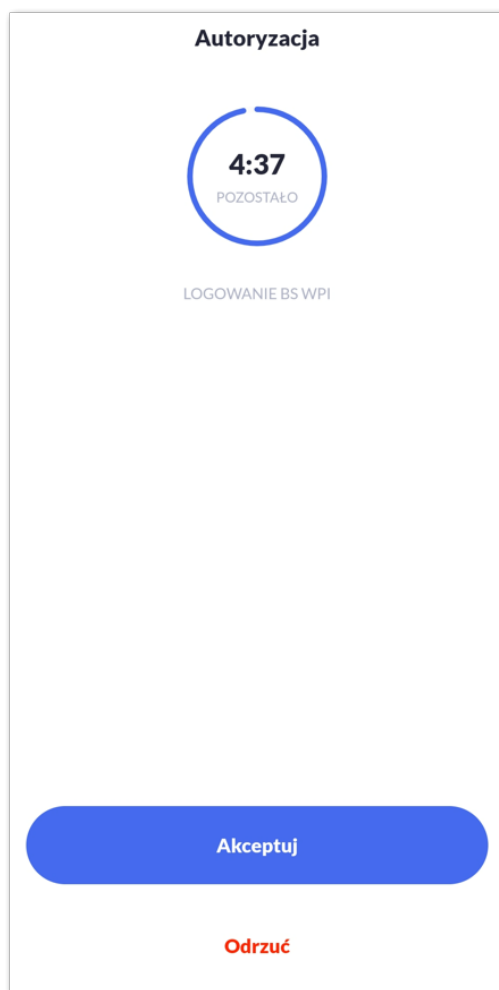 Autoryzacja
4:37
POZOSTAŁO
LOGOWANIE BS WPI
Akceptuj
Odrzuć